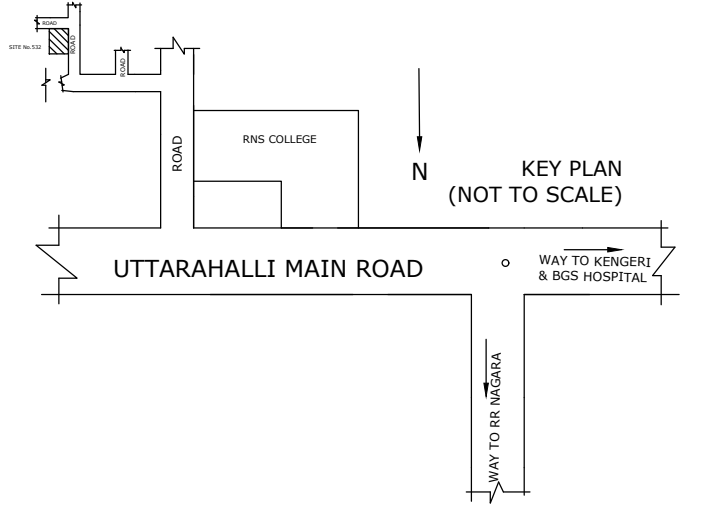 ROAD
SITE No.532
ROAD
ROAD
ROAD
RNS COLLEGE
N
KEY PLAN
(NOT TO SCALE)
UTTARAHALLI MAIN ROAD
WAY TO KENGERI
& BGS HOSPITAL
WAY TO RR NAGARA